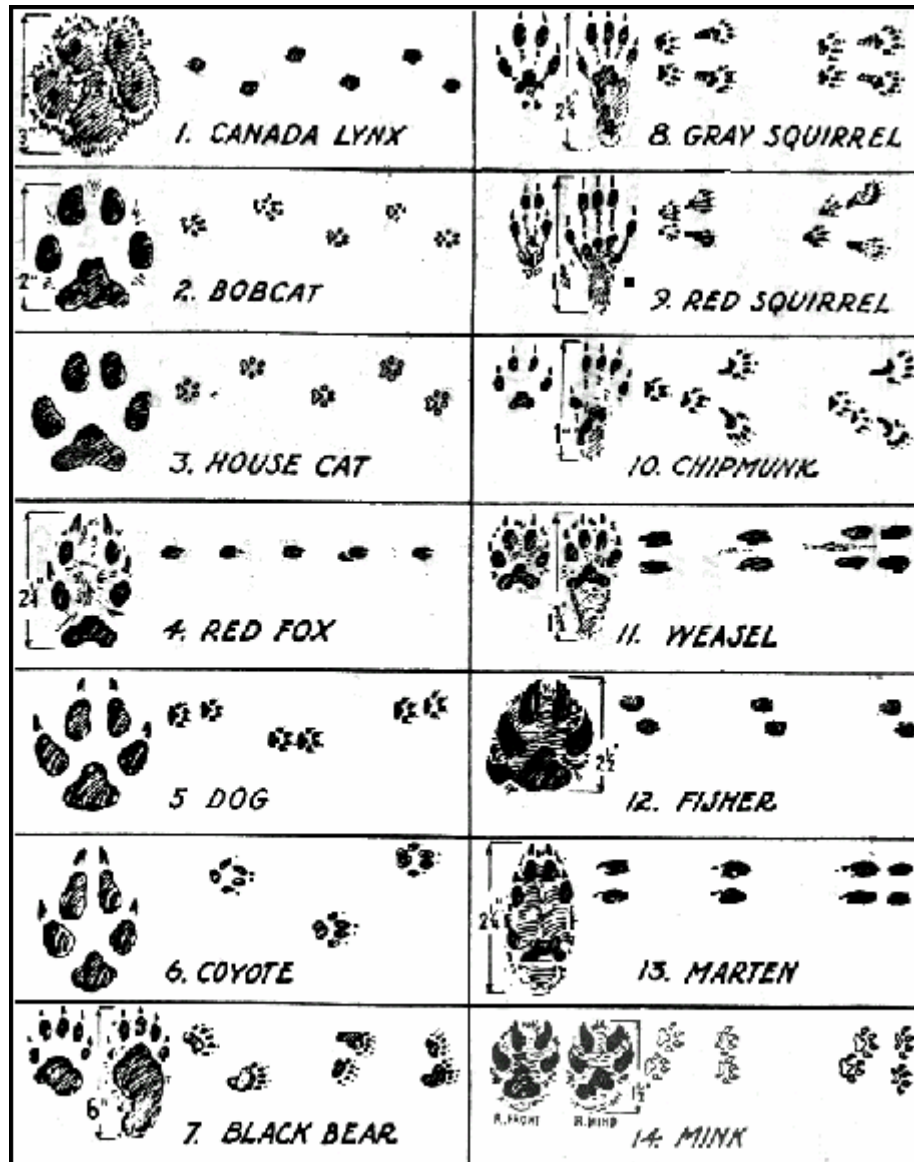 3"
1. CANADA LYNX
2"
2. BOBCAT
3. HOUSE CAT
2¼"
4. RED FOX
5 DOG
6. COYOTE
6"
7. BLACK BEAR
2¼"
8. GRAY SQUIRREL
9. RED SQUIRREL
1"
10. CHIPMUNK
11. WEASEL
2½"
12. FISHER
2¼"
13. MARTEN
R. FRONT
R. HIND
1½"
14. MINK